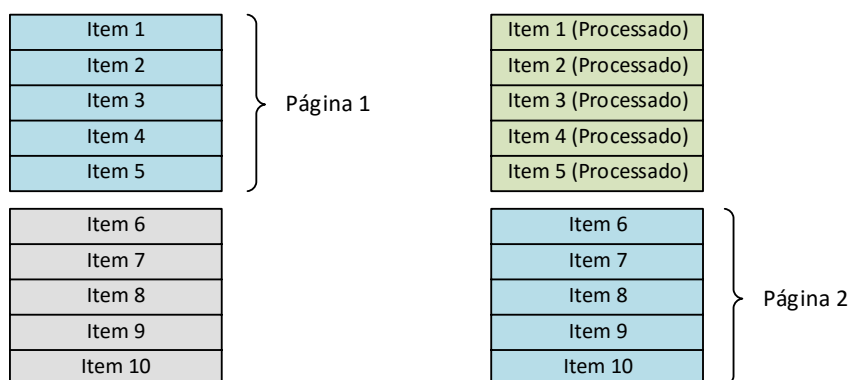 Item 1
Item 2
Item 3
Item 4
Item 5
Página 1
Item 6
Item 7
Item 8
Item 9
Item 10
Item 1 (Processado)
Item 2 (Processado)
Item 3 (Processado)
Item 4 (Processado)
Item 5 (Processado)
Item 6
Item 7
Item 8
Item 9
Item 10
Página 2